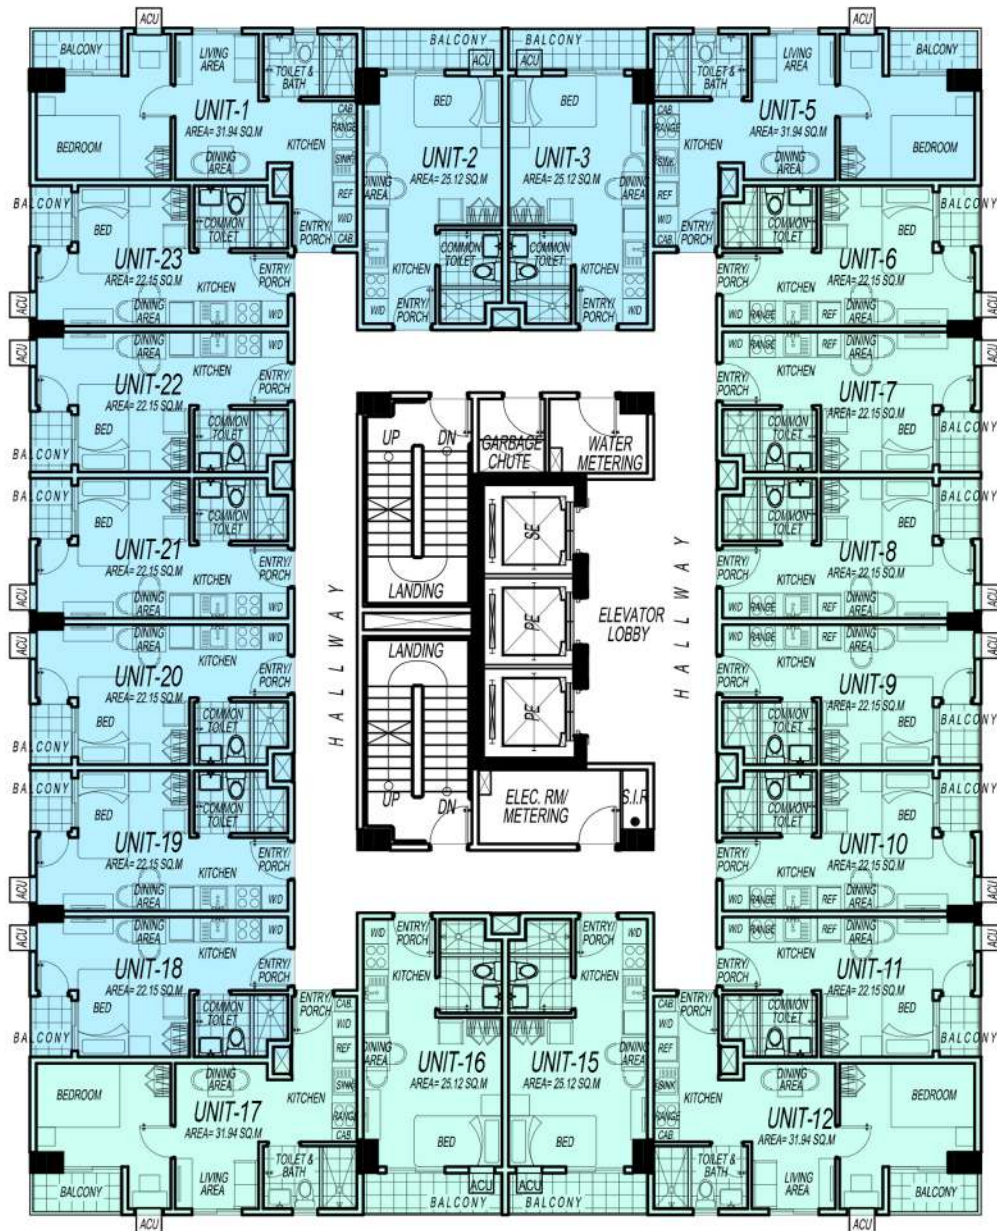 ACU
ACU
BALCONY
LIVING
AREA
TOILET &
BATH
BALCONY
ACU
BALCONY
ACU
TOILET &
BATH
LIVING
AREA
BALCONY
UNIT-1
AREA= 31.94 SQ.M
BEDROOM
DINING
AREA
KITCHEN
CAB.
RANGE
SINK
REF
W/D
CAB.
ENTRY/
PORCH
BED
UNIT-2
AREA= 25.12 SQ.M
DINING
AREA
COMMON
TOILET
KITCHEN
ENTRY/
PORCH
W/D
BED
UNIT-3
AREA= 25.12 SQ.M
DINING
AREA
COMMON
TOILET
KITCHEN
ENTRY/
PORCH
W/D
UNIT-5
AREA= 31.94 SQ.M
BEDROOM
DINING
AREA
KITCHEN
CAB.
RANGE
SINK
REF
W/D
CAB.
ENTRY/
PORCH
BALCONY
BED
COMMON
TOILET
UNIT-23
AREA= 22.15 SQ.M
KITCHEN
ENTRY/
PORCH
DINING
AREA
W/D
ACU
BALCONY
BED
COMMON
TOILET
UNIT-6
AREA= 22.15 SQ.M
KITCHEN
ENTRY/
PORCH
W/D
RANGE
REF
DINING
AREA
ACU
ACU
DINING
AREA
W/D
KITCHEN
UNIT-22
AREA= 22.15 SQ.M
ENTRY/
PORCH
COMMON
TOILET
BED
BALCONY
ACU
W/D
RANGE
REF
DINING
AREA
KITCHEN
UNIT-7
AREA= 22.15 SQ.M
ENTRY/
PORCH
COMMON
TOILET
BED
BALCONY
UP
DN
LANDING
GARBAGE
CHUTE
WATER
METERING
SE
PE
PE
ELEVATOR
LOBBY
HALLWAY
HALLWAY
LANDING
UP
DN
ELEC. RM/
METERING
S.I.R
BALCONY
BED
COMMON
TOILET
UNIT-21
AREA= 22.15 SQ.M
KITCHEN
ENTRY/
PORCH
DINING
AREA
W/D
ACU
BALCONY
BED
COMMON
TOILET
UNIT-8
AREA= 22.15 SQ.M
KITCHEN
ENTRY/
PORCH
W/D
RANGE
REF
DINING
AREA
ACU
ACU
DINING
AREA
W/D
KITCHEN
UNIT-20
AREA= 22.15 SQ.M
ENTRY/
PORCH
COMMON
TOILET
BED
BALCONY
ACU
W/D
RANGE
REF
DINING
AREA
KITCHEN
UNIT-9
AREA= 22.15 SQ.M
ENTRY/
PORCH
COMMON
TOILET
BED
BALCONY
BALCONY
BED
COMMON
TOILET
UNIT-19
AREA= 22.15 SQ.M
KITCHEN
ENTRY/
PORCH
DINING
AREA
W/D
ACU
BALCONY
BED
COMMON
TOILET
UNIT-10
AREA= 22.15 SQ.M
KITCHEN
ENTRY/
PORCH
W/D
RANGE
REF
DINING
AREA
ACU
ACU
DINING
AREA
W/D
KITCHEN
UNIT-18
AREA= 22.15 SQ.M
ENTRY/
PORCH
COMMON
TOILET
BED
BALCONY
ACU
W/D
RANGE
REF
DINING
AREA
KITCHEN
UNIT-11
AREA= 22.15 SQ.M
ENTRY/
PORCH
COMMON
TOILET
BED
BALCONY
ENTRY/
PORCH
CAB.
W/D
REF
SINK
RANGE
CAB.
BEDROOM
DINING
AREA
KITCHEN
UNIT-17
AREA= 31.94 SQ.M
LIVING
AREA
TOILET &
BATH
BALCONY
ACU
W/D
ENTRY/
PORCH
KITCHEN
DINING
AREA
UNIT-16
AREA= 25.12 SQ.M
BED
ACU
BALCONY
ENTRY/
PORCH
W/D
KITCHEN
DINING
AREA
UNIT-15
AREA= 25.12 SQ.M
BED
ACU
BALCONY
ENTRY/
PORCH
CAB.
W/D
REF
SINK
RANGE
CAB.
DINING
AREA
KITCHEN
BEDROOM
UNIT-12
AREA= 31.94 SQ.M
TOILET &
BATH
LIVING
AREA
BALCONY
ACU